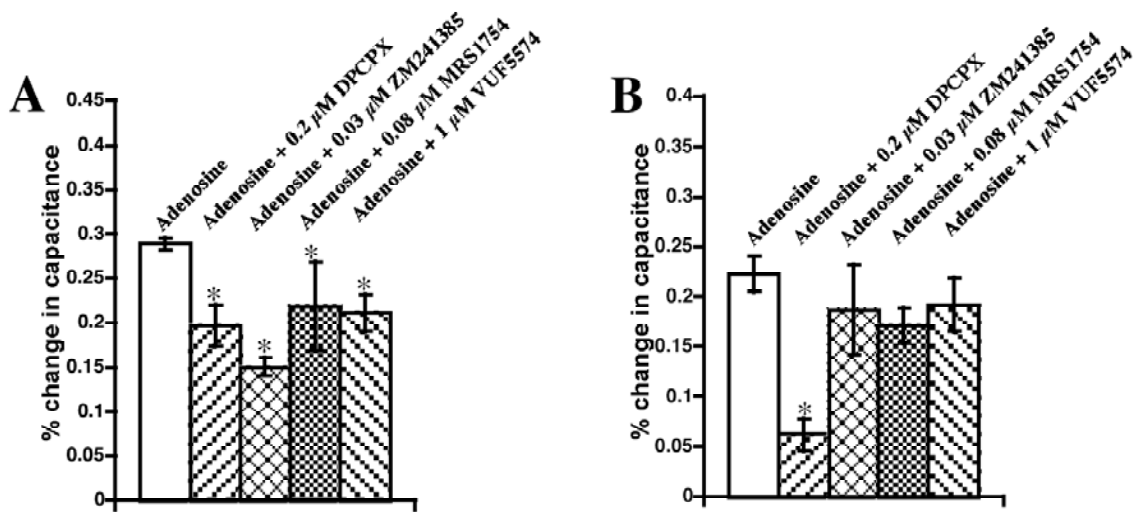 A
% change in capacitance
0.45
0.4
0.35
0.3
0.25
0.2
0.15
0.1
0.05
0
Adenosine
Adenosine + 0.2 µM DPCPX
Adenosine + 0.03 µM ZM241385
Adenosine + 0.08 µM MRS1754
Adenosine + 1 µM VUF5574
*
*
*
*
B
% change in capacitance
0.4
0.35
0.3
0.25
0.2
0.15
0.1
0.05
0
Adenosine
Adenosine + 0.2 µM DPCPX
Adenosine + 0.03 µM ZM241385
Adenosine + 0.08 µM MRS1754
Adenosine + 1 µM VUF5574
*